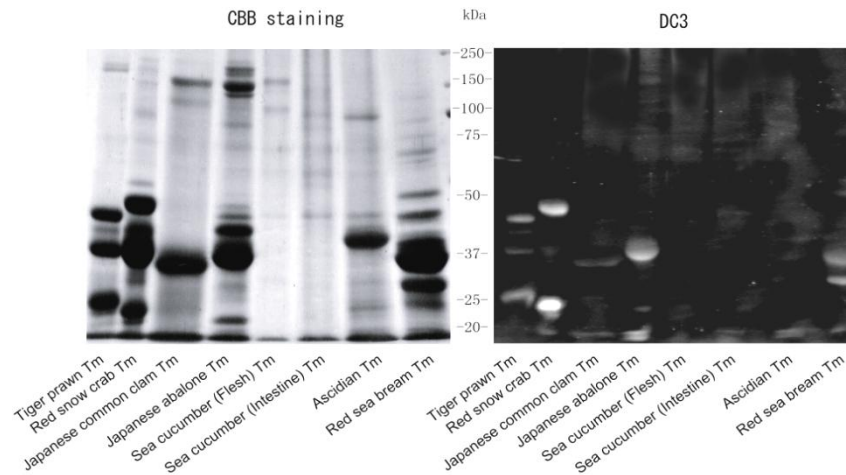 CBB staining
kDa
DC3
-250-
-150-
-100-
-75-
-50-
-37-
-25-
-20-
Tiger prawn Tm
Red snow crab Tm
Japanese common clam Tm
Japanese abalone Tm
Sea cucumber (Flesh) Tm
Sea cucumber (Intestine) Tm
Ascidian Tm
Red sea bream Tm
Tiger prawn Tm
Red snow crab Tm
Japanese common clam Tm
Japanese abalone Tm
Sea cucumber (Flesh) Tm
Sea cucumber (Intestine) Tm
Ascidian Tm
Red sea bream Tm